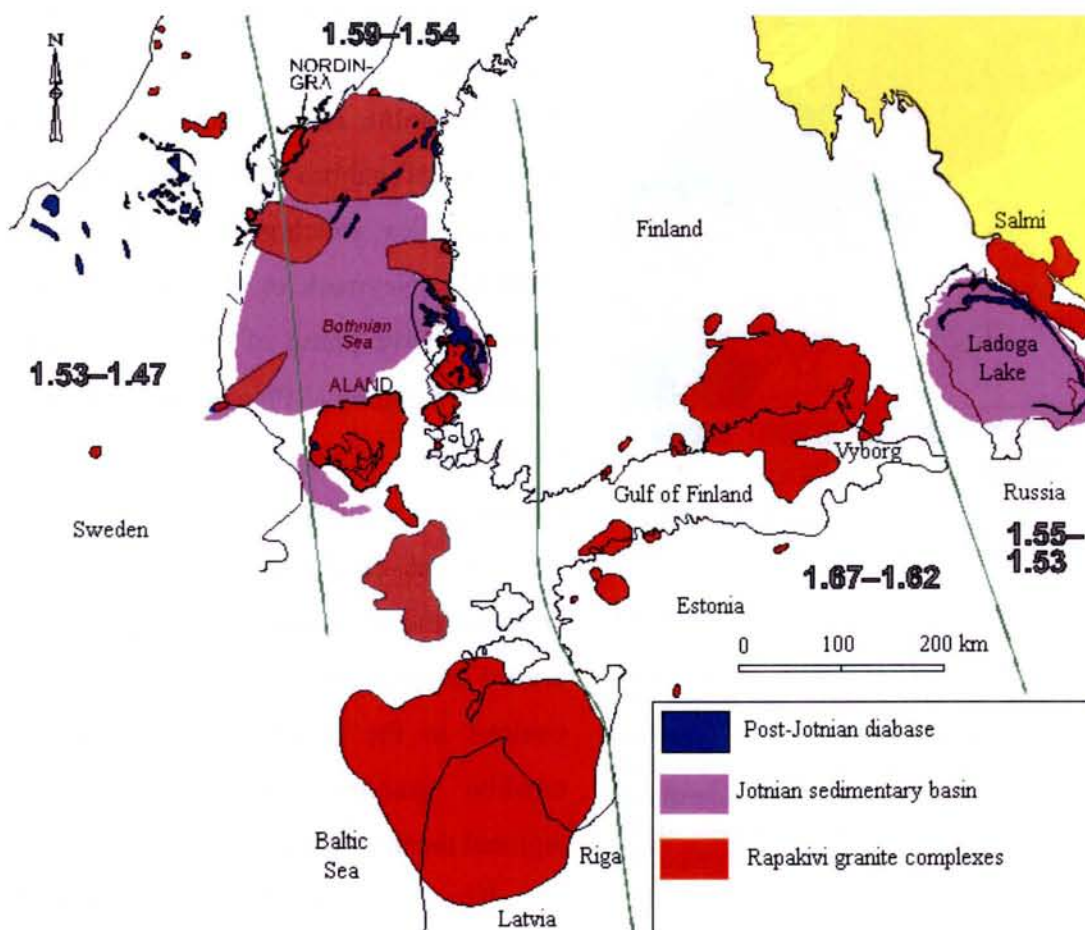 N
1.59–1.54
NORDIN-
GRA
Finland
Salmi
Bothnian
Sea
Ladoga
Lake
1.53–1.47
ALAND
Vyborg
Gulf of Finland
Russia
Sweden
1.55–
1.53
1.67–1.62
Estonia
0 100 200 km
Post-Jotnian diabase
Jotnian sedimentary basin
Baltic
Sea
Riga
Rapakivi granite complexes
Latvia